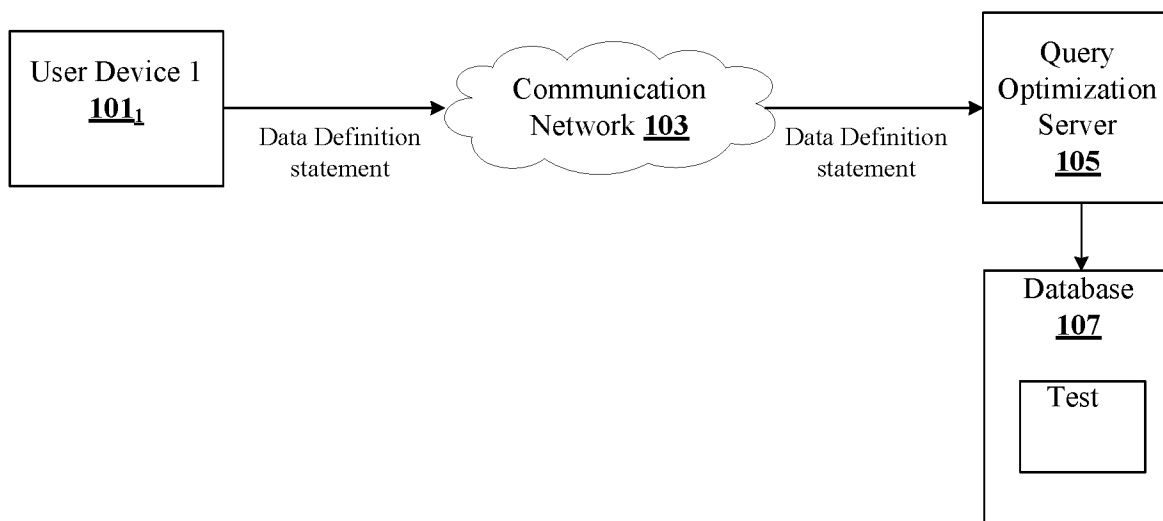 User Device 1
101₁
Data Definition
statement
Communication
Network 103
Data Definition
statement
Query
Optimization
Server
105
Database
107
Test